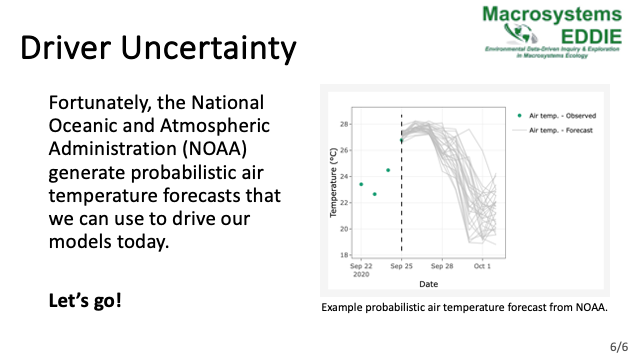 Macrosystems
EDDIE
Environmental Data-Driven Inquiry & Exploration
in Macrosystems Ecology
Driver Uncertainty
Fortunately, the National
Oceanic and Atmospheric
Administration (NOAA)
generate probabilistic air
temperature forecasts that
we can use to drive our
models today.
Let's go!
Air temp. - Observed
Air temp. - Forecast
Temperature (°C)
28
26
24
22
20
18
Sep 22
2020
Sep 25
Sep 28
Oct 1
Date
Example probabilistic air temperature forecast from NOAA.
6/6